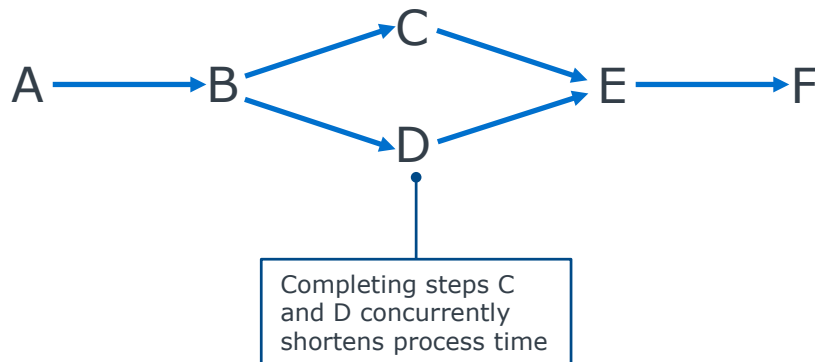 A
B
C
D
E
F
Completing steps C
and D concurrently
shortens process time